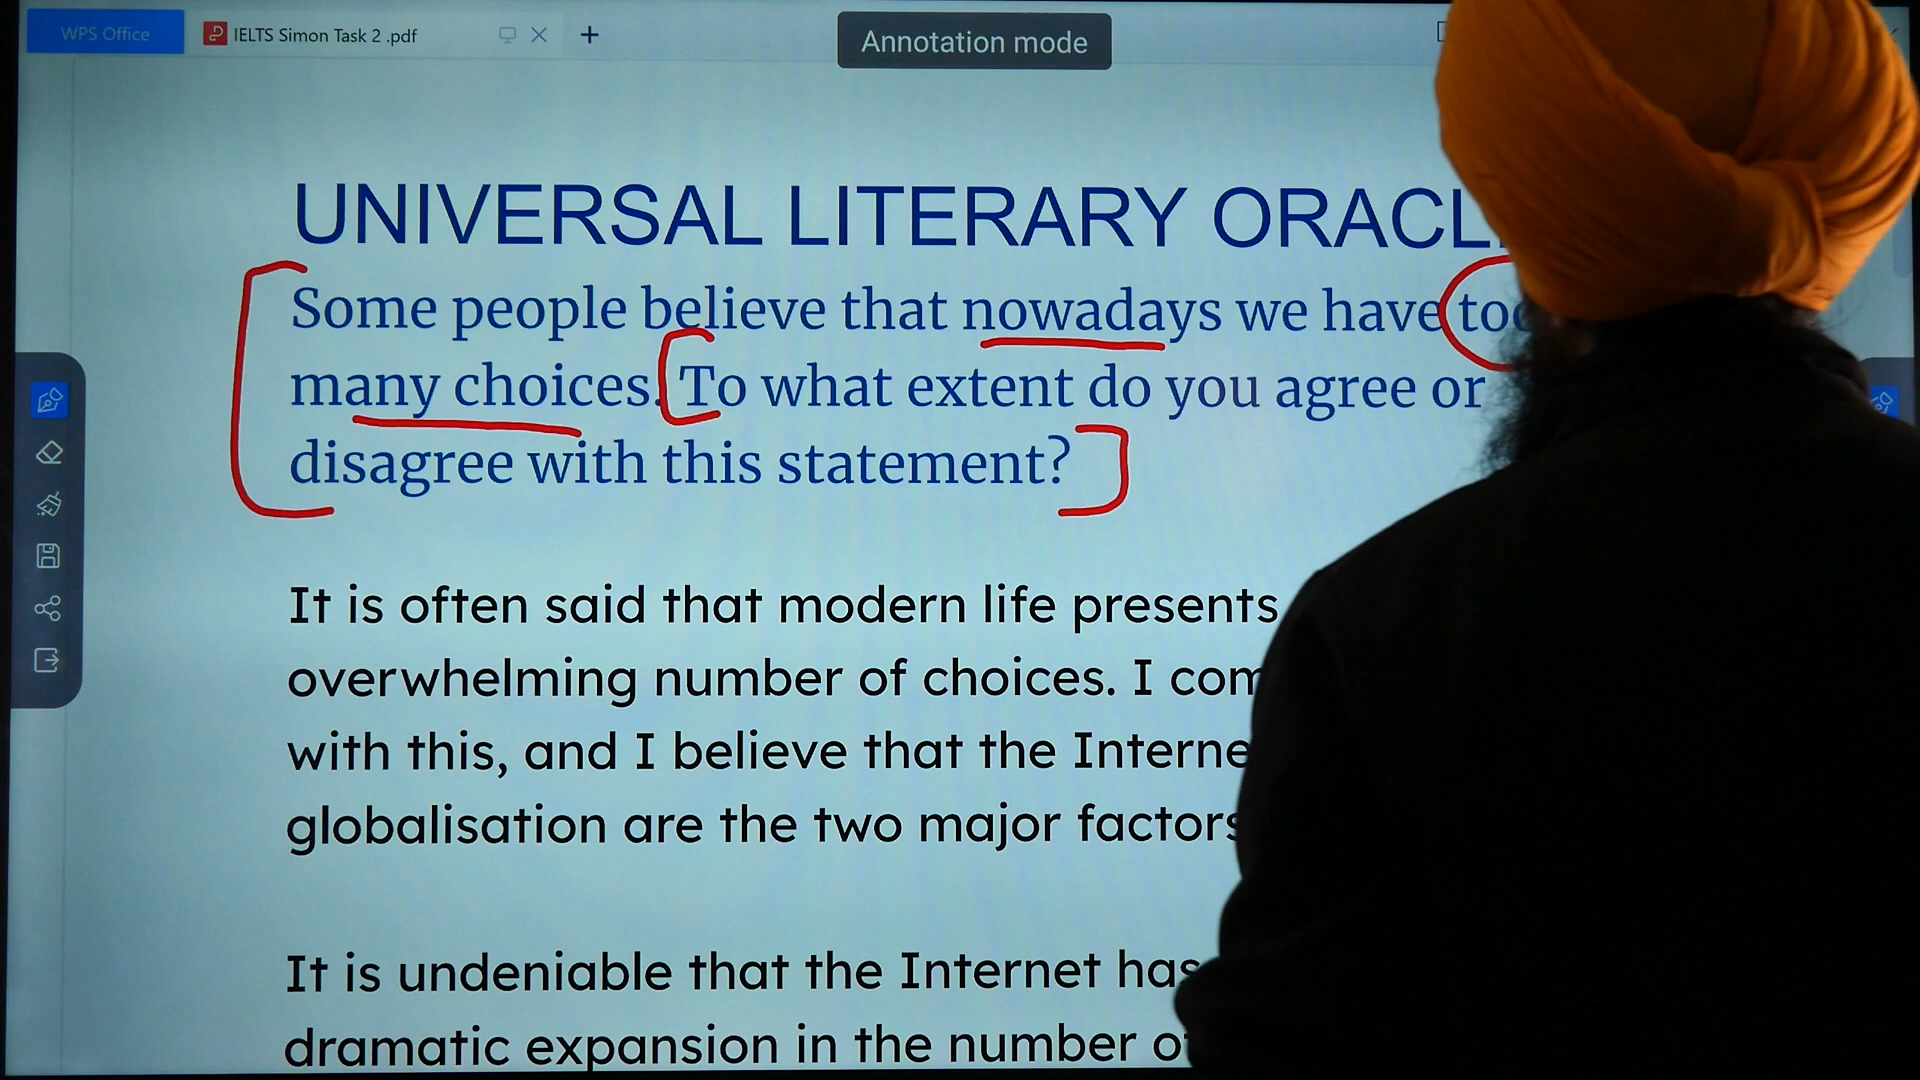 WPS Office
IELTS Simon Task 2 .pdf
Annotation mode
UNIVERSAL LITERARY
Some people believe that nowadays we have
many choices. To what extent do you agree or
disagree with this statement?
It is often said that modern life presents
overwhelming number of choices. I
with this, and I believe that the
globalisation are the two major
It is undeniable that the Internet
dramatic expansion in the number